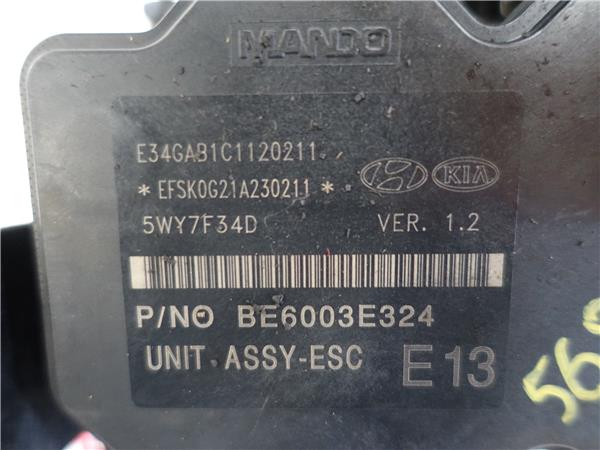 MANDO
E34GAB1C1120211
*EFSK0G21A230211*
KIA
5WY7F34D VER. 1.2
P/NO BE6003E324
UNIT ASSY-ESC E13